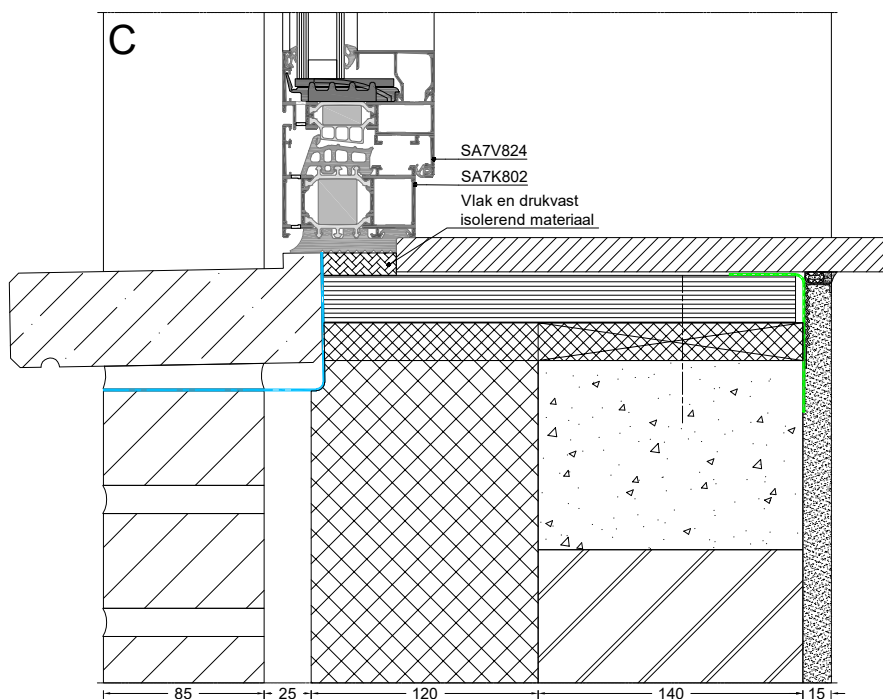 C
SA7V824
SA7K802
Vlak en drukvast
isolerend materiaal
85 25 120 140 15